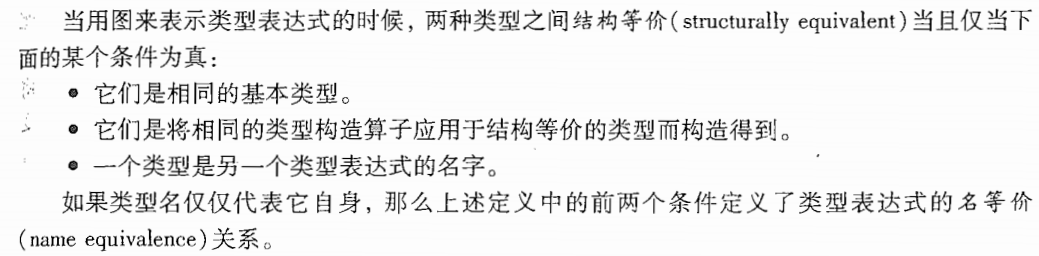 当用图来表示类型表达式的时候，两种类型之间结构等价(structurally equivalent)当且仅当下
面的某个条件为真：
● 它们是相同的基本类型。
● 它们是将相同的类型构造算子应用于结构等价的类型而构造得到。
● 一个类型是另一个类型表达式的名字。
如果类型名仅仅代表它自身，那么上述定义中的前两个条件定义了类型表达式的名等价
(name equivalence)关系。